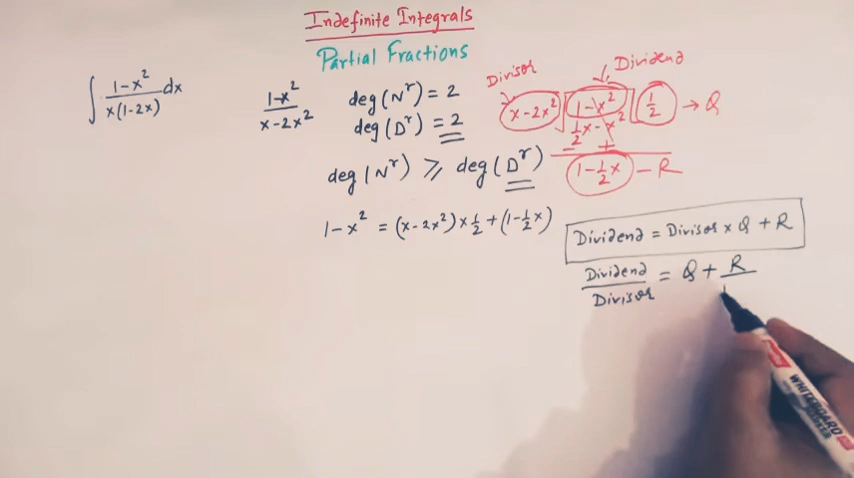 Indefinite Integrals
Partial Fractions
∫ (1-x²)/(x(1-2x)) dx
(1-x²)/(x-2x²)
deg(Nʳ) = 2
deg(Dʳ) = 2
deg(Nʳ) ⩾ deg(Dʳ)
Divisor
Dividend
x-2x² | 1-x² | 1/2 → Q
1/2x - x²
- +
1-1/2x - R
1-x² = (x-2x²)×1/2+(1-1/2x)
Dividend = Divisor × Q + R
Dividend/Divisor = Q + R
WHITEBOARD